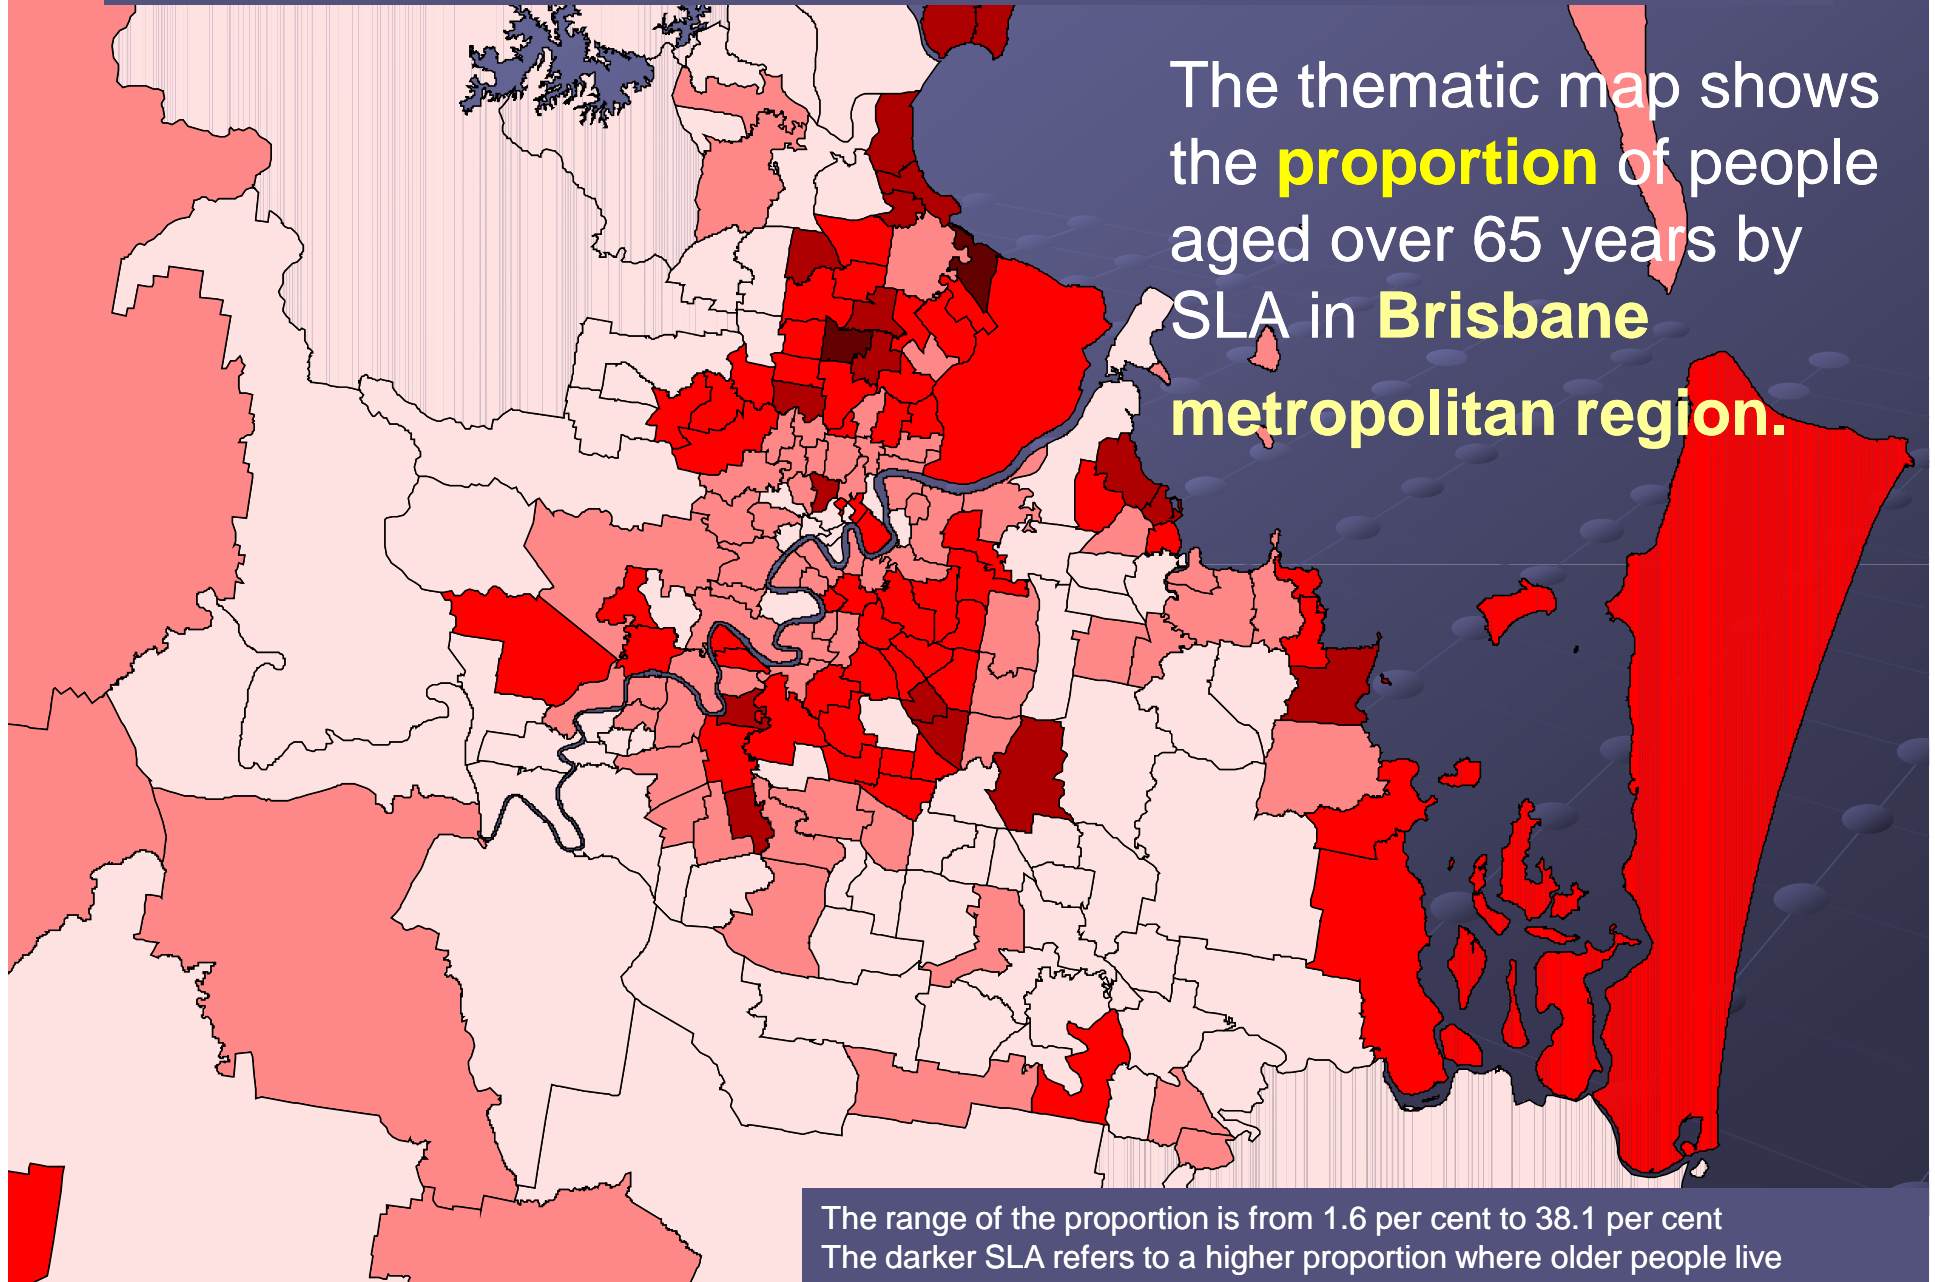 The thematic map shows
the proportion of people
aged over 65 years by
SLA in Brisbane
metropolitan region.
The range of the proportion is from 1.6 per cent to 38.1 per cent
The darker SLA refers to a higher proportion where older people live